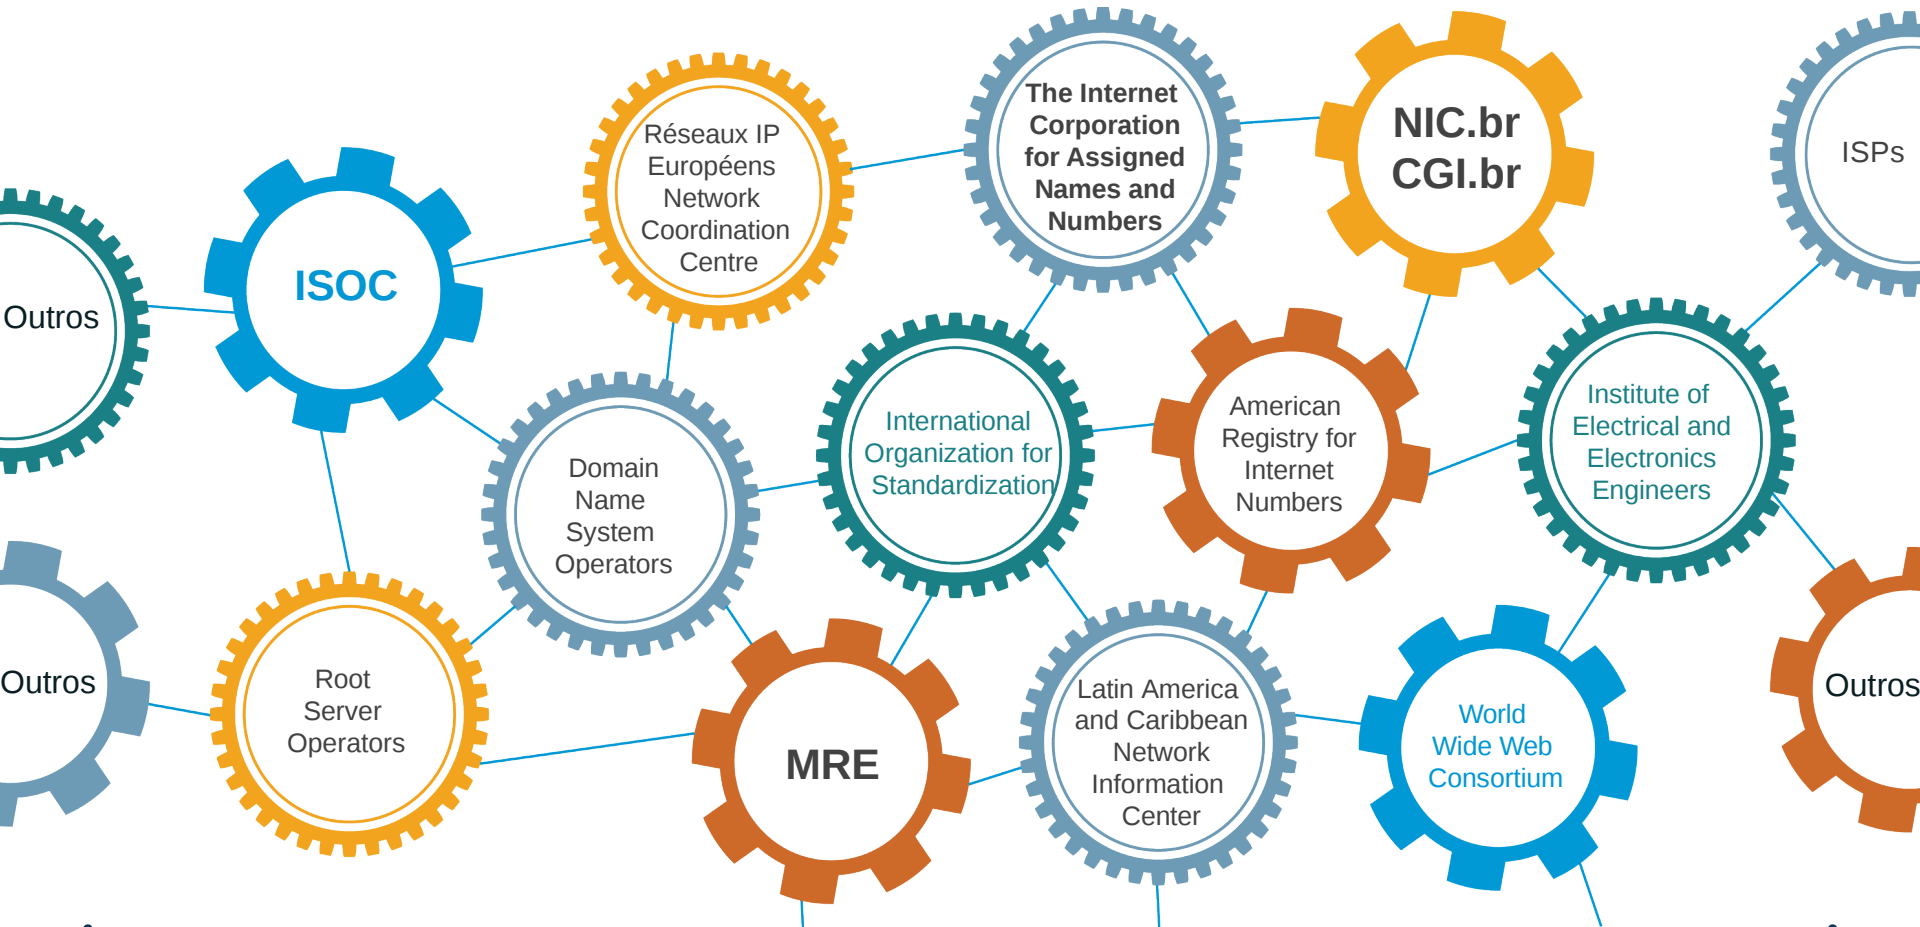 The Internet
Corporation
for Assigned
Names and
Numbers
NIC.br
CGI.br
Réseaux IP
Européens
Network
Coordination
Centre
ISPs
ISOC
Outros
International
Organization for
Standardization
American
Registry for
Internet
Numbers
Institute of
Electrical and
Electronics
Engineers
Domain
Name
System
Operators
Outros
Root
Server
Operators
MRE
Latin America
and Caribbean
Network
Information
Center
World
Wide Web
Consortium
Outros